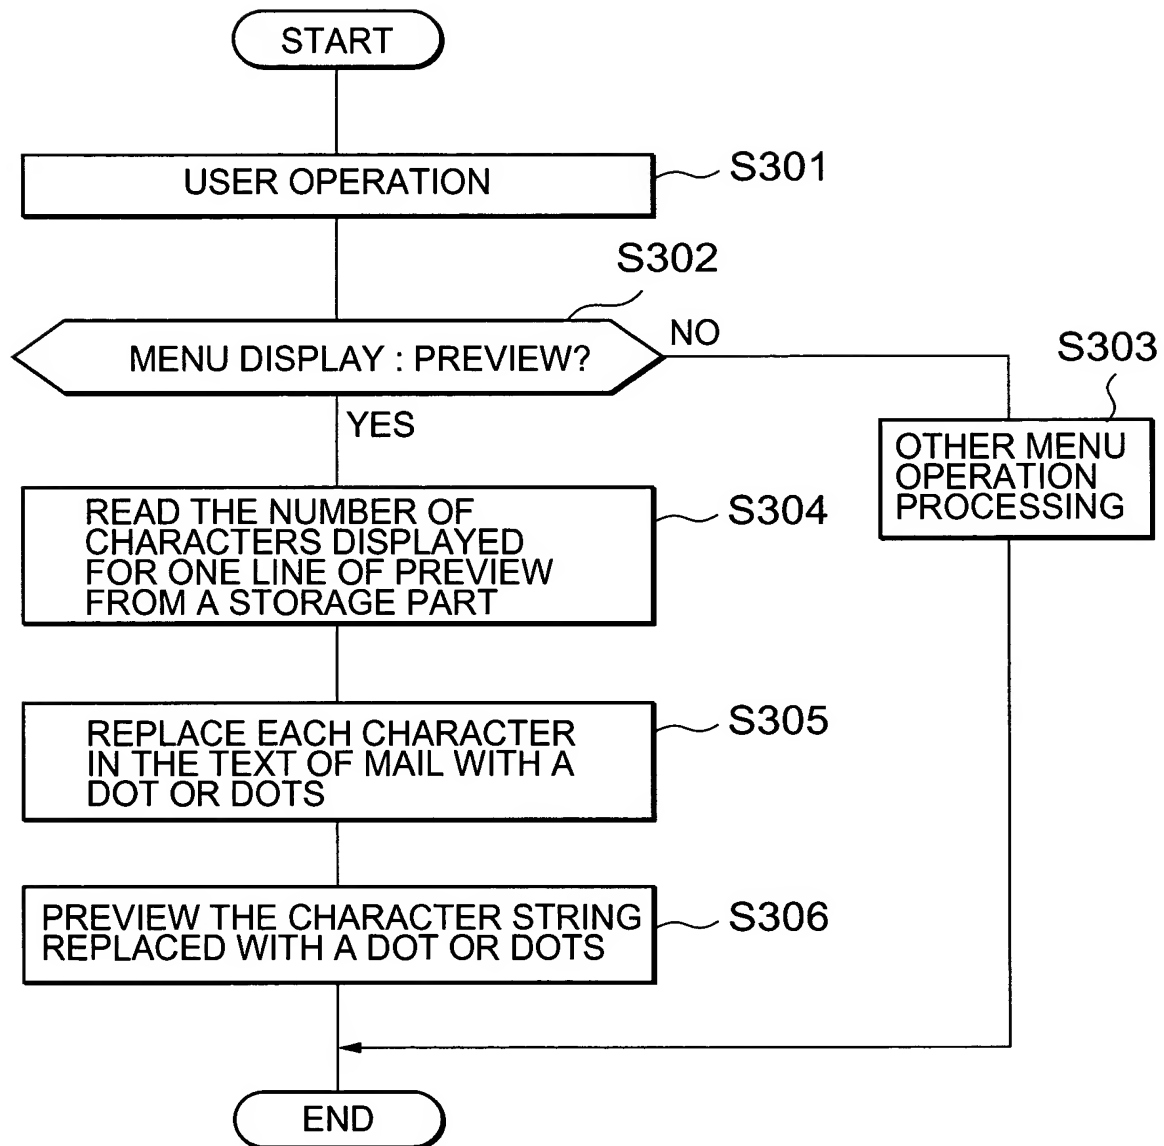 START
USER OPERATION
S301
S302
MENU DISPLAY : PREVIEW?
NO
YES
S303
OTHER MENU
OPERATION
PROCESSING
READ THE NUMBER OF
CHARACTERS DISPLAYED
FOR ONE LINE OF PREVIEW
FROM A STORAGE PART
S304
REPLACE EACH CHARACTER
IN THE TEXT OF MAIL WITH A
DOT OR DOTS
S305
PREVIEW THE CHARACTER STRING
REPLACED WITH A DOT OR DOTS
S306
END